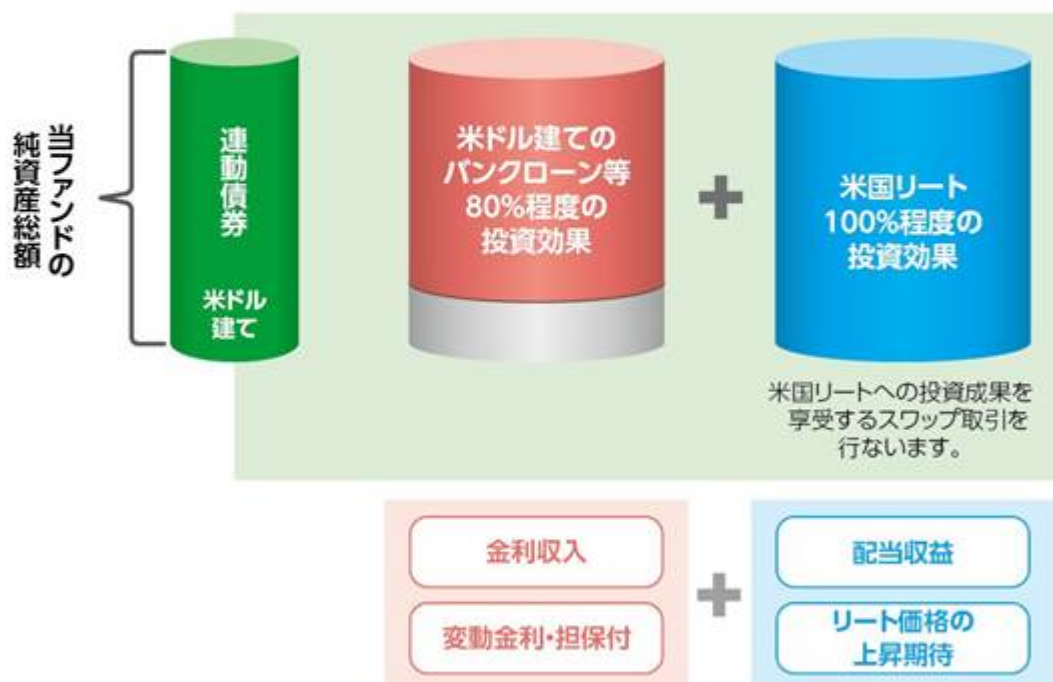 当ファンドの
純資産総額
連動債券
米ドル
建て
米ドル建ての
バンクローン等
80%程度の
投資効果
+
米国リート
100%程度の
投資効果
米国リートへの投資成果を
享受するスワップ取引を
行ないます。
金利収入
変動金利・担保付
+
配当収益
リート価格の
上昇期待